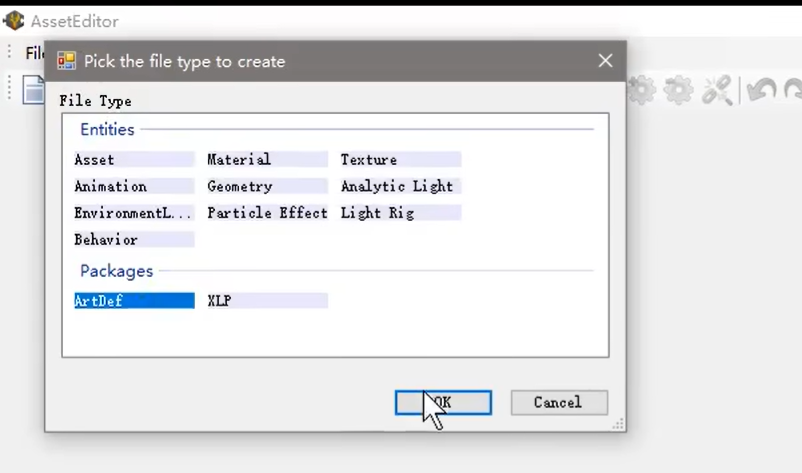 AssetEditor
Pick the file type to create
File Type
Entities
Asset Material Texture
Animation Geometry Analytic Light
EnvironmentL... Particle Effect Light Rig
Behavior
Packages
ArtDef XLP
OK Cancel